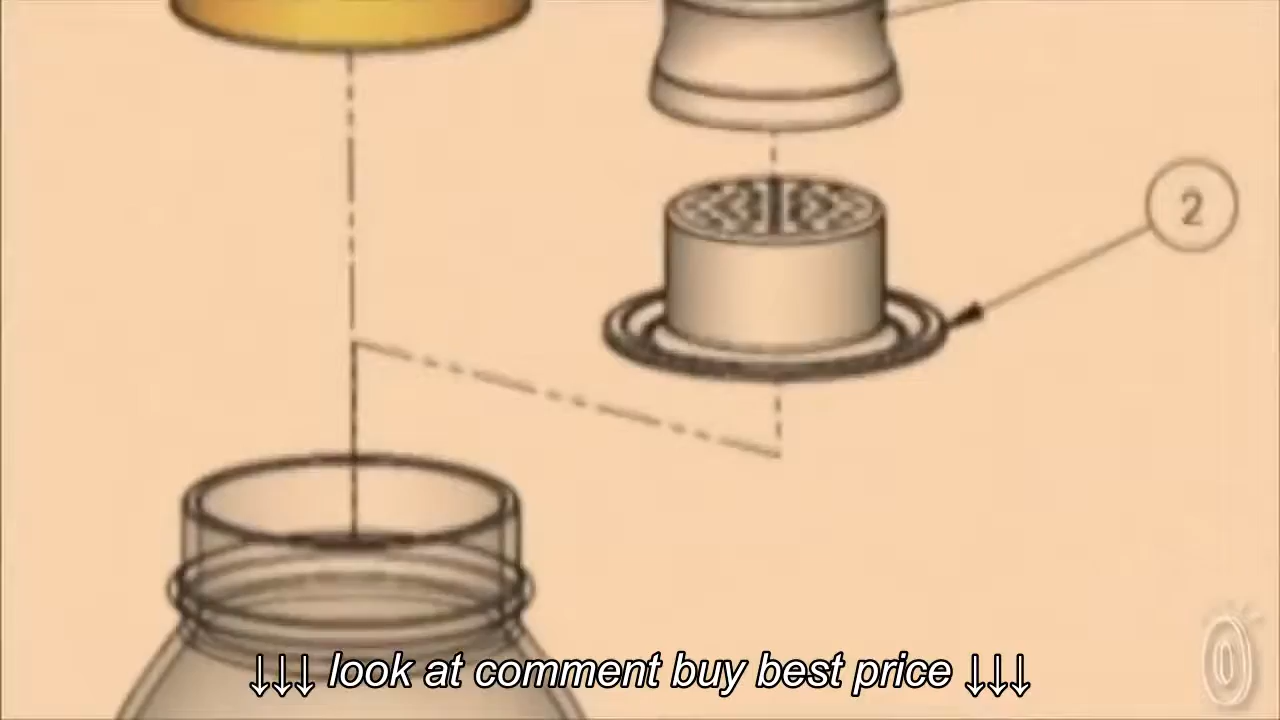 2
↓↓↓ look at comment buy best price ↓↓↓